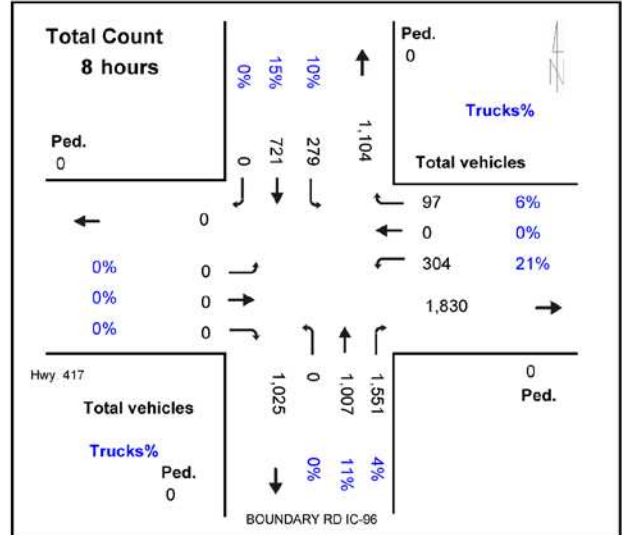 Total Count
8 hours
0% 15% 10%
0 721 279 1,104
Ped.
0
N
Trucks%
Total vehicles
Ped.
0
97 6%
0 0%
304 21%
1,830
0
0% 0
0% 0
0% 0
Hwy 417
Total vehicles
Trucks%
Ped.
0
1,025 0 1,007 1,551
0% 11% 4%
0
Ped.
BOUNDARY RD IC-96